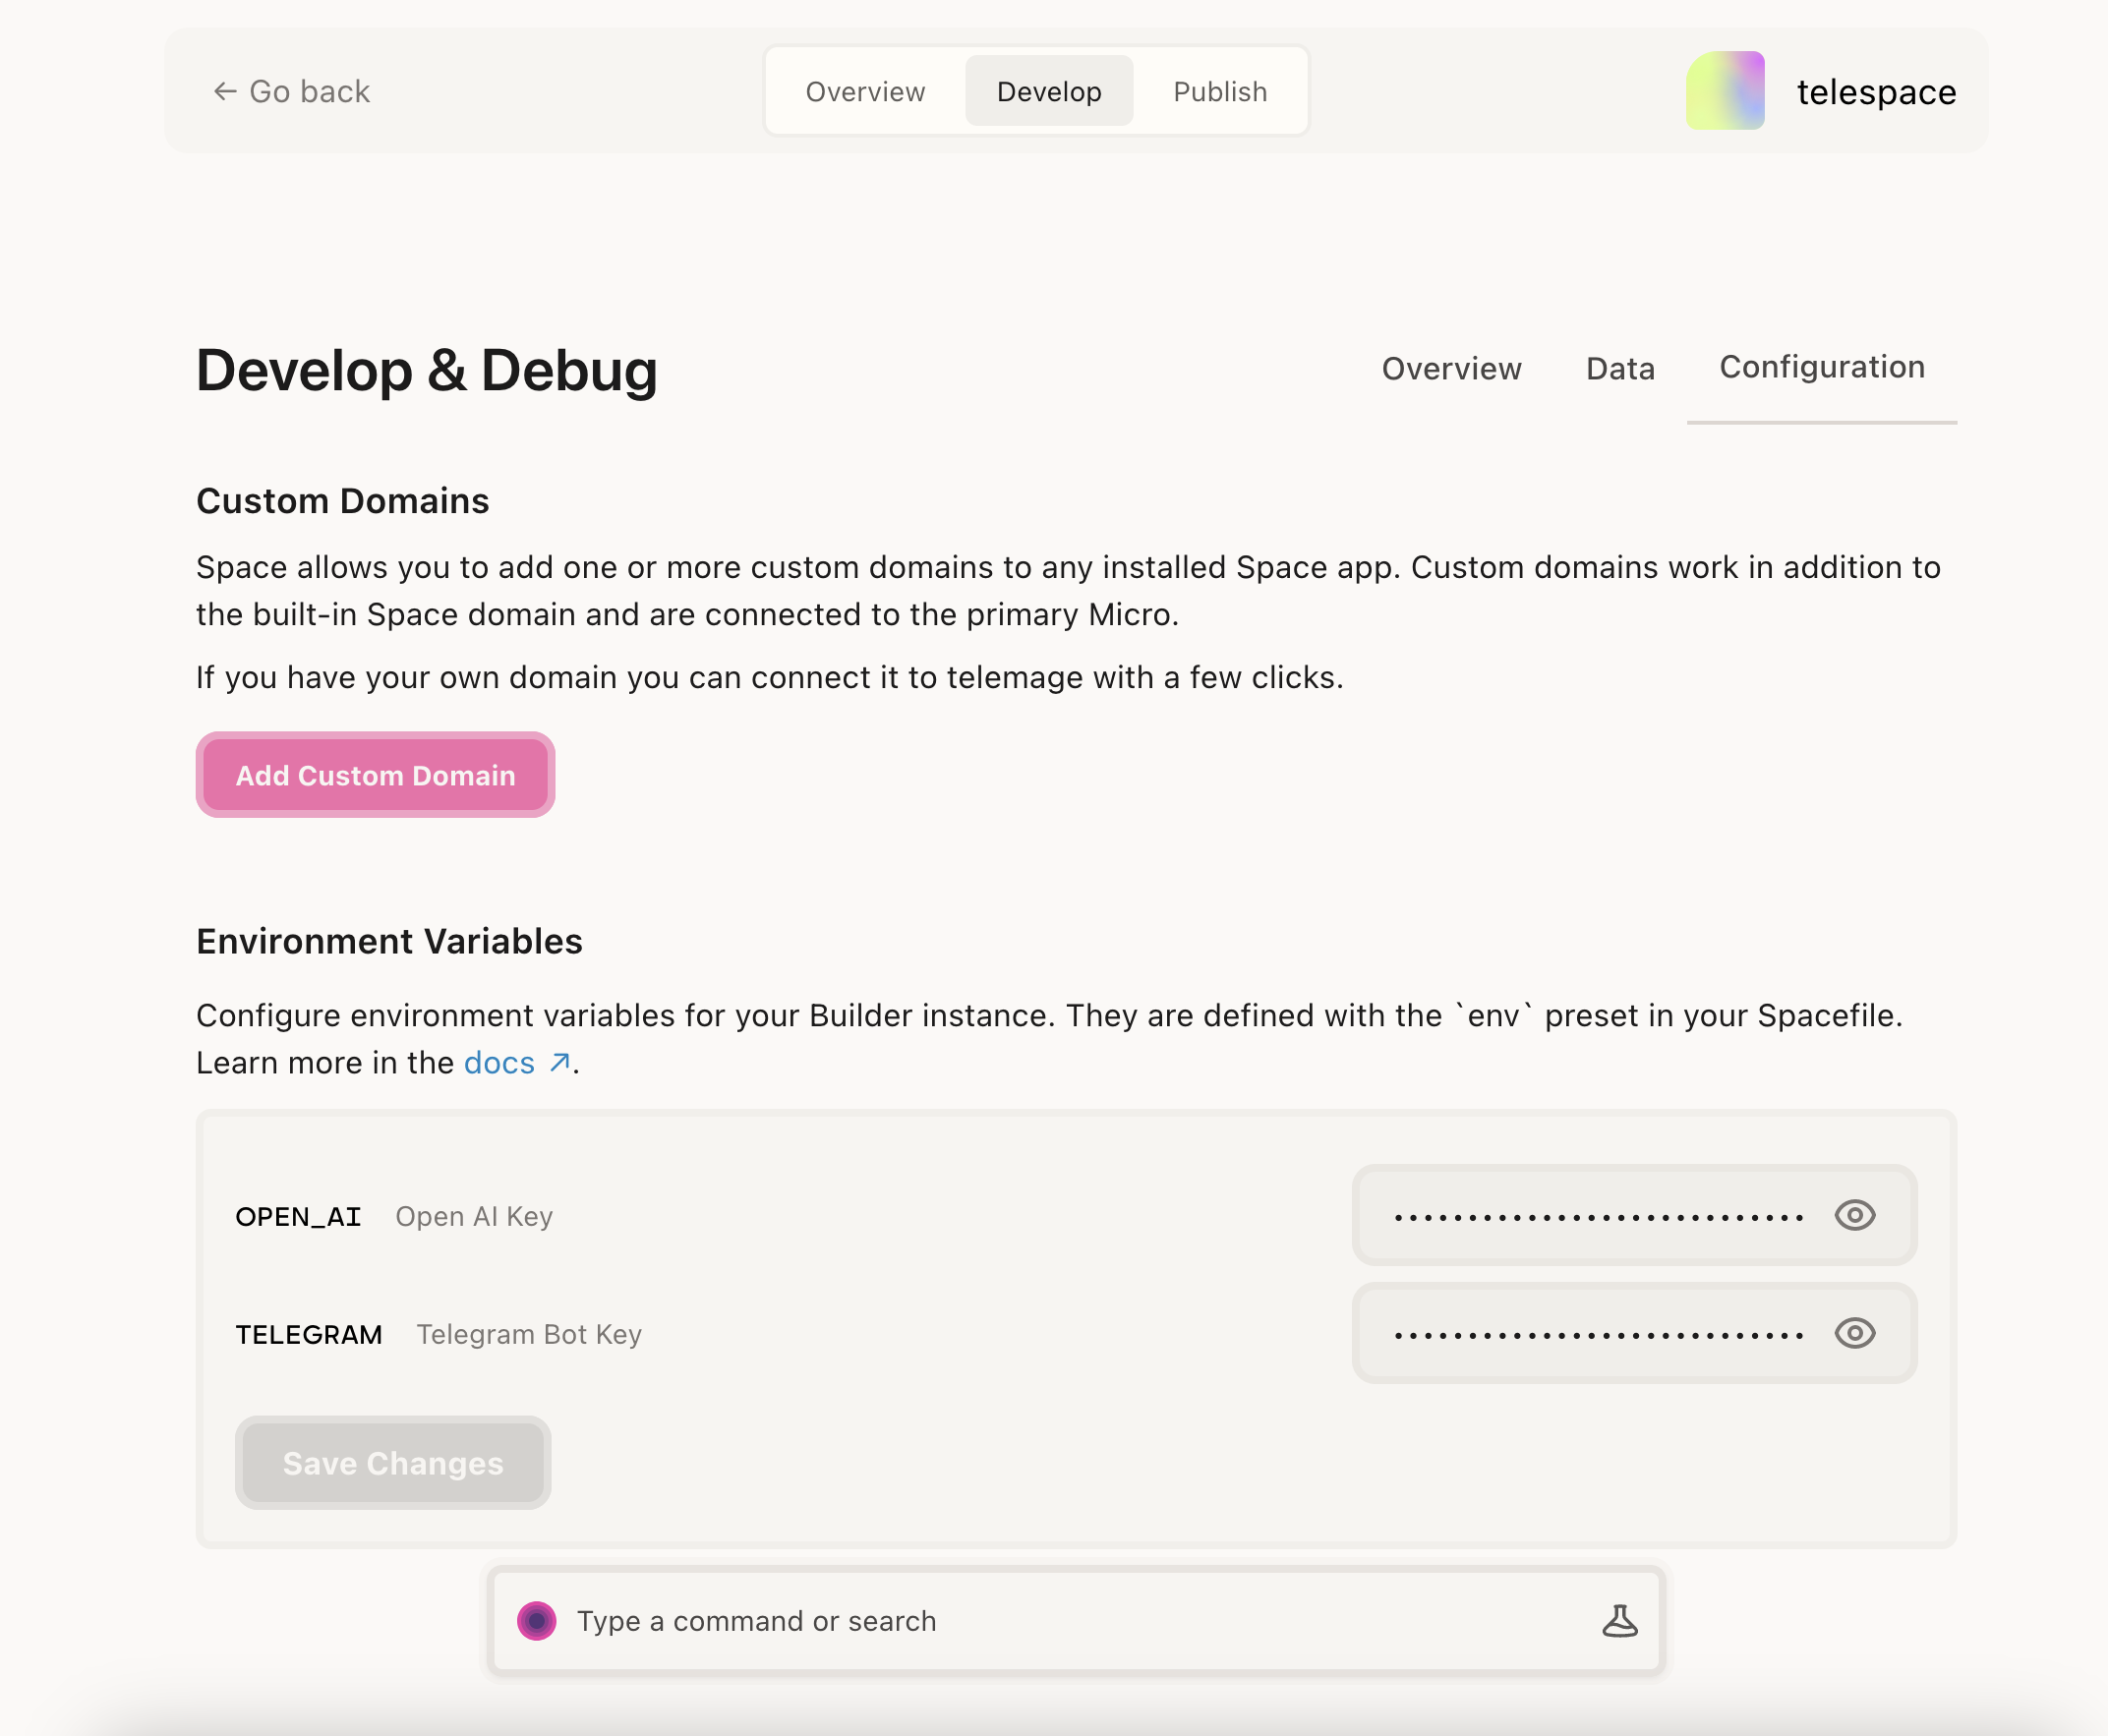 ← Go back
Overview
Develop
Publish
telespace
Develop & Debug
Overview
Data
Configuration
Custom Domains
Space allows you to add one or more custom domains to any installed Space app. Custom domains work in addition to
the built-in Space domain and are connected to the primary Micro.
If you have your own domain you can connect it to telemage with a few clicks.
Add Custom Domain
Environment Variables
Configure environment variables for your Builder instance. They are defined with the `env` preset in your Spacefile.
Learn more in the docs ↗.
OPEN_AI Open AI Key
TELEGRAM Telegram Bot Key
Save Changes
Type a command or search